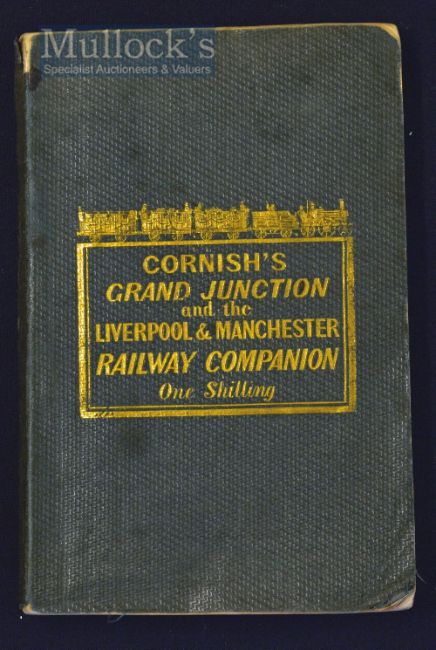 Mullock's
Specialist Auctioneers & Valuers
CORNISH'S
GRAND JUNCTION
and the
LIVERPOOL & MANCHESTER
RAILWAY COMPANION
One Shilling